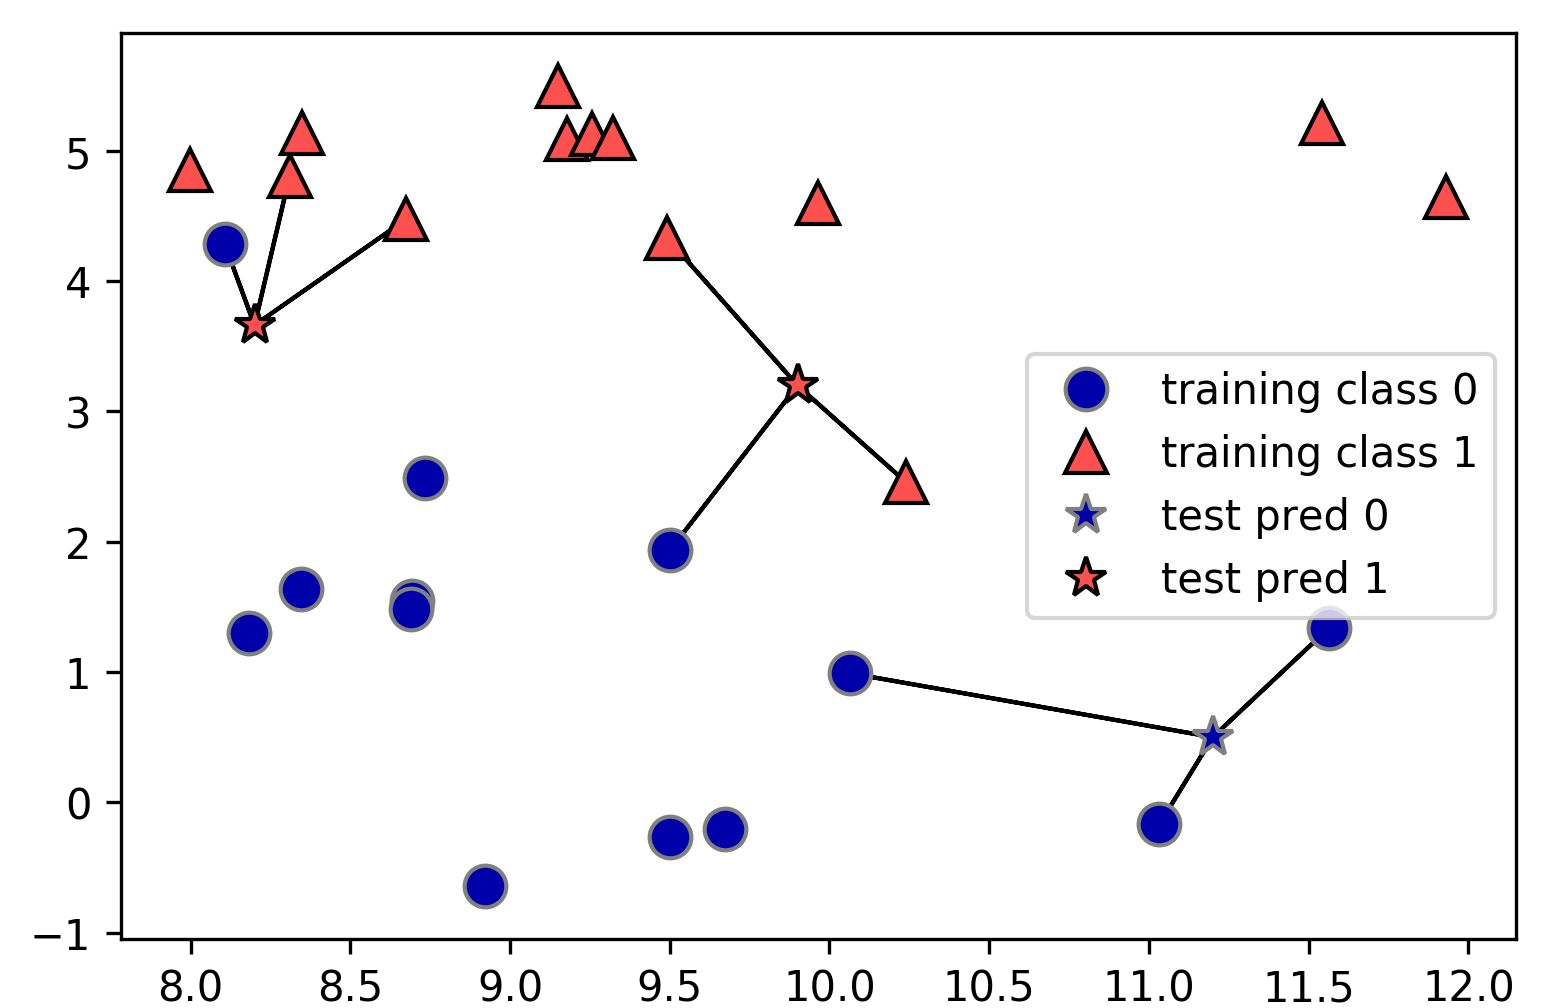 5
4
3
2
1
0
−1
training class 0
training class 1
test pred 0
test pred 1
8.0 8.5 9.0 9.5 10.0 10.5 11.0 11.5 12.0